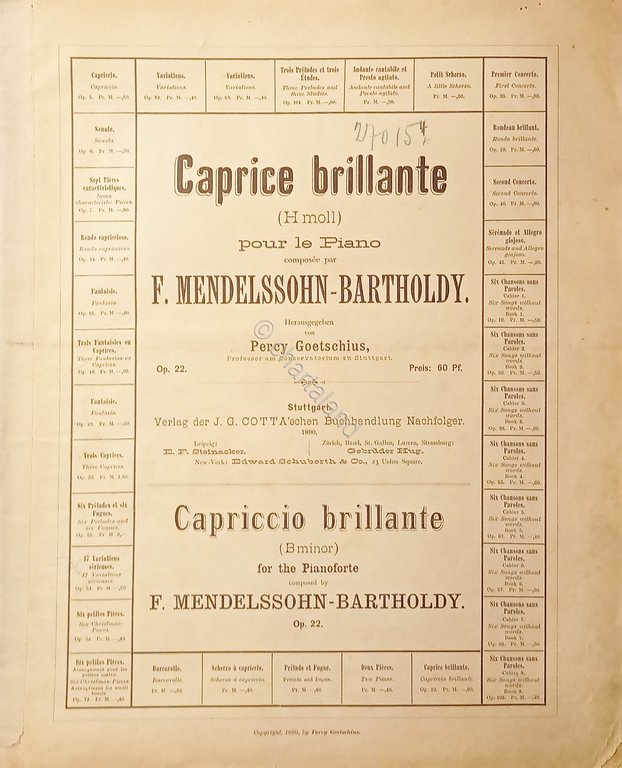 Capriccio.
Capriccio.
Op. 5. Pr. M —,50.
Variations.
Variations.
Op. 82. Pr. M —,40.
Variations.
Variations.
Op. 83. Pr. M —,40.
Trois Préludes et trois
Études.
Three Preludes and
three Studies.
Op. 104. Pr. M —,80.
Andante cantabile et
Presto agitato.
Andante cantabile and
Presto agitato.
Pr. M —,50.
Petit Scherzo.
A little Scherzo.
Pr. M —,30.
Premier Concerto.
First Concerto.
Op. 25. Pr. M —,80.
Sonate.
Sonata.
Op. 6. Pr. M —,70.
Sept Pièces
caractéristiques.
Seven
characteristic Pieces.
Op. 7. Pr. M —,80.
Rondo capriccioso.
Rondo capriccioso.
Op. 14. Pr. M —,40.
Fantaisie.
Fantasia.
Op. 15. Pr. M —,40.
Trois Fantaisies ou
Caprices.
Three Fantasias or
Caprices.
Op. 16. Pr. M —,50.
Fantaisie.
Fantasia.
Op. 28. Pr. M —,50.
Trois Caprices.
Three Caprices.
Op. 33. Pr. M 1,20.
Six Préludes et six
Fugues.
Six Preludes and
six Fugues.
Op. 35. Pr. M 2,—
17 Variations
sérieuses.
17 Variations
sérieuses
Op. 54 Pr. M —,50
Six petites Pièces.
Six Christmas-
Pieces.
Op. 72 Pr. M —,40.
Six petites Pièces.
Arrangement pour les
petites mains.
Six Christmas-Pieces
Arrangement for small
hands.
Op. 72. Pr. M —,40.
270154
Caprice brillante
(H moll)
pour le Piano
composée par
F. MENDELSSOHN-BARTHOLDY.
Herausgegeben
von
Percy Goetschius,
Professor am Conservatorium zu Stuttgart.
Op. 22.
Preis: 60 Pf.
© chartaland
Stuttgart.
Verlag der J. G. COTTA'schen Buchhandlung Nachfolger.
1890.
Leipzig:
E. F. Steinacker.
Zürich, Basel, St. Gallen, Luzern, Strassburg:
Gebrüder Hug.
New-York: Edward Schuberth & Co., 23 Union Square.
Capriccio brillante
(B minor)
for the Pianoforte
composed by
F. MENDELSSOHN-BARTHOLDY.
Op. 22.
Rondeau brillant.
Rondo brillante.
Op. 29. Pr. M —,60.
Second Concerto.
Second Concerto.
Op. 40. Pr. M —,80.
Sérénade et Allegro
giojoso.
Serenada and Allegro
giojoso.
Op. 43. Pr. M —,60.
Six Chansons sans
Paroles.
Cahier 1.
Six Songs without
words.
Book 1.
Op. 19. Pr. M —,50.
Six Chansons sans
Paroles.
Cahier 2.
Six Songs without
words.
Book 2.
Op. 30. Pr. M —,50.
Six Chansons sans
Paroles.
Cahier 3.
Six Songs without
words.
Book 3.
Op. 38. Pr. M —,60.
Six Chansons sans
Paroles.
Cahier 4.
Six Songs without
words.
Book 4.
Op. 53. Pr. M —,60.
Six Chansons sans
Paroles.
Cahier 5.
Six Songs without
words.
Book 5.
Op. 62. Pr. M —,40.
Six Chansons sans
Paroles.
Cahier 6.
Six Songs without
words.
Book 6.
Op. 67. Pr. M —,50.
Six Chansons sans
Paroles.
Cahier 7.
Six Songs without
words.
Book 7.
Op. 85. Pr. M —,50.
Six Chansons sans
Paroles.
Cahier 8.
Six Songs without
words.
Book 8.
Op. 102. Pr. M —,40.
Barcarolle.
Barcarolle.
Pr. M —,20.
Scherzo à capriccio.
Scherzo à capriccio.
Pr. M —,40.
Prélude et Fugue.
Prelude and Fugue.
Pr. M —,40.
Deux Pièces.
Two Pieces.
Pr. M —,40.
Caprice brillante.
Capriccio brillante.
Op. 22. Pr. M —,60.
Copyright, 1889, by Percy Goetschius.